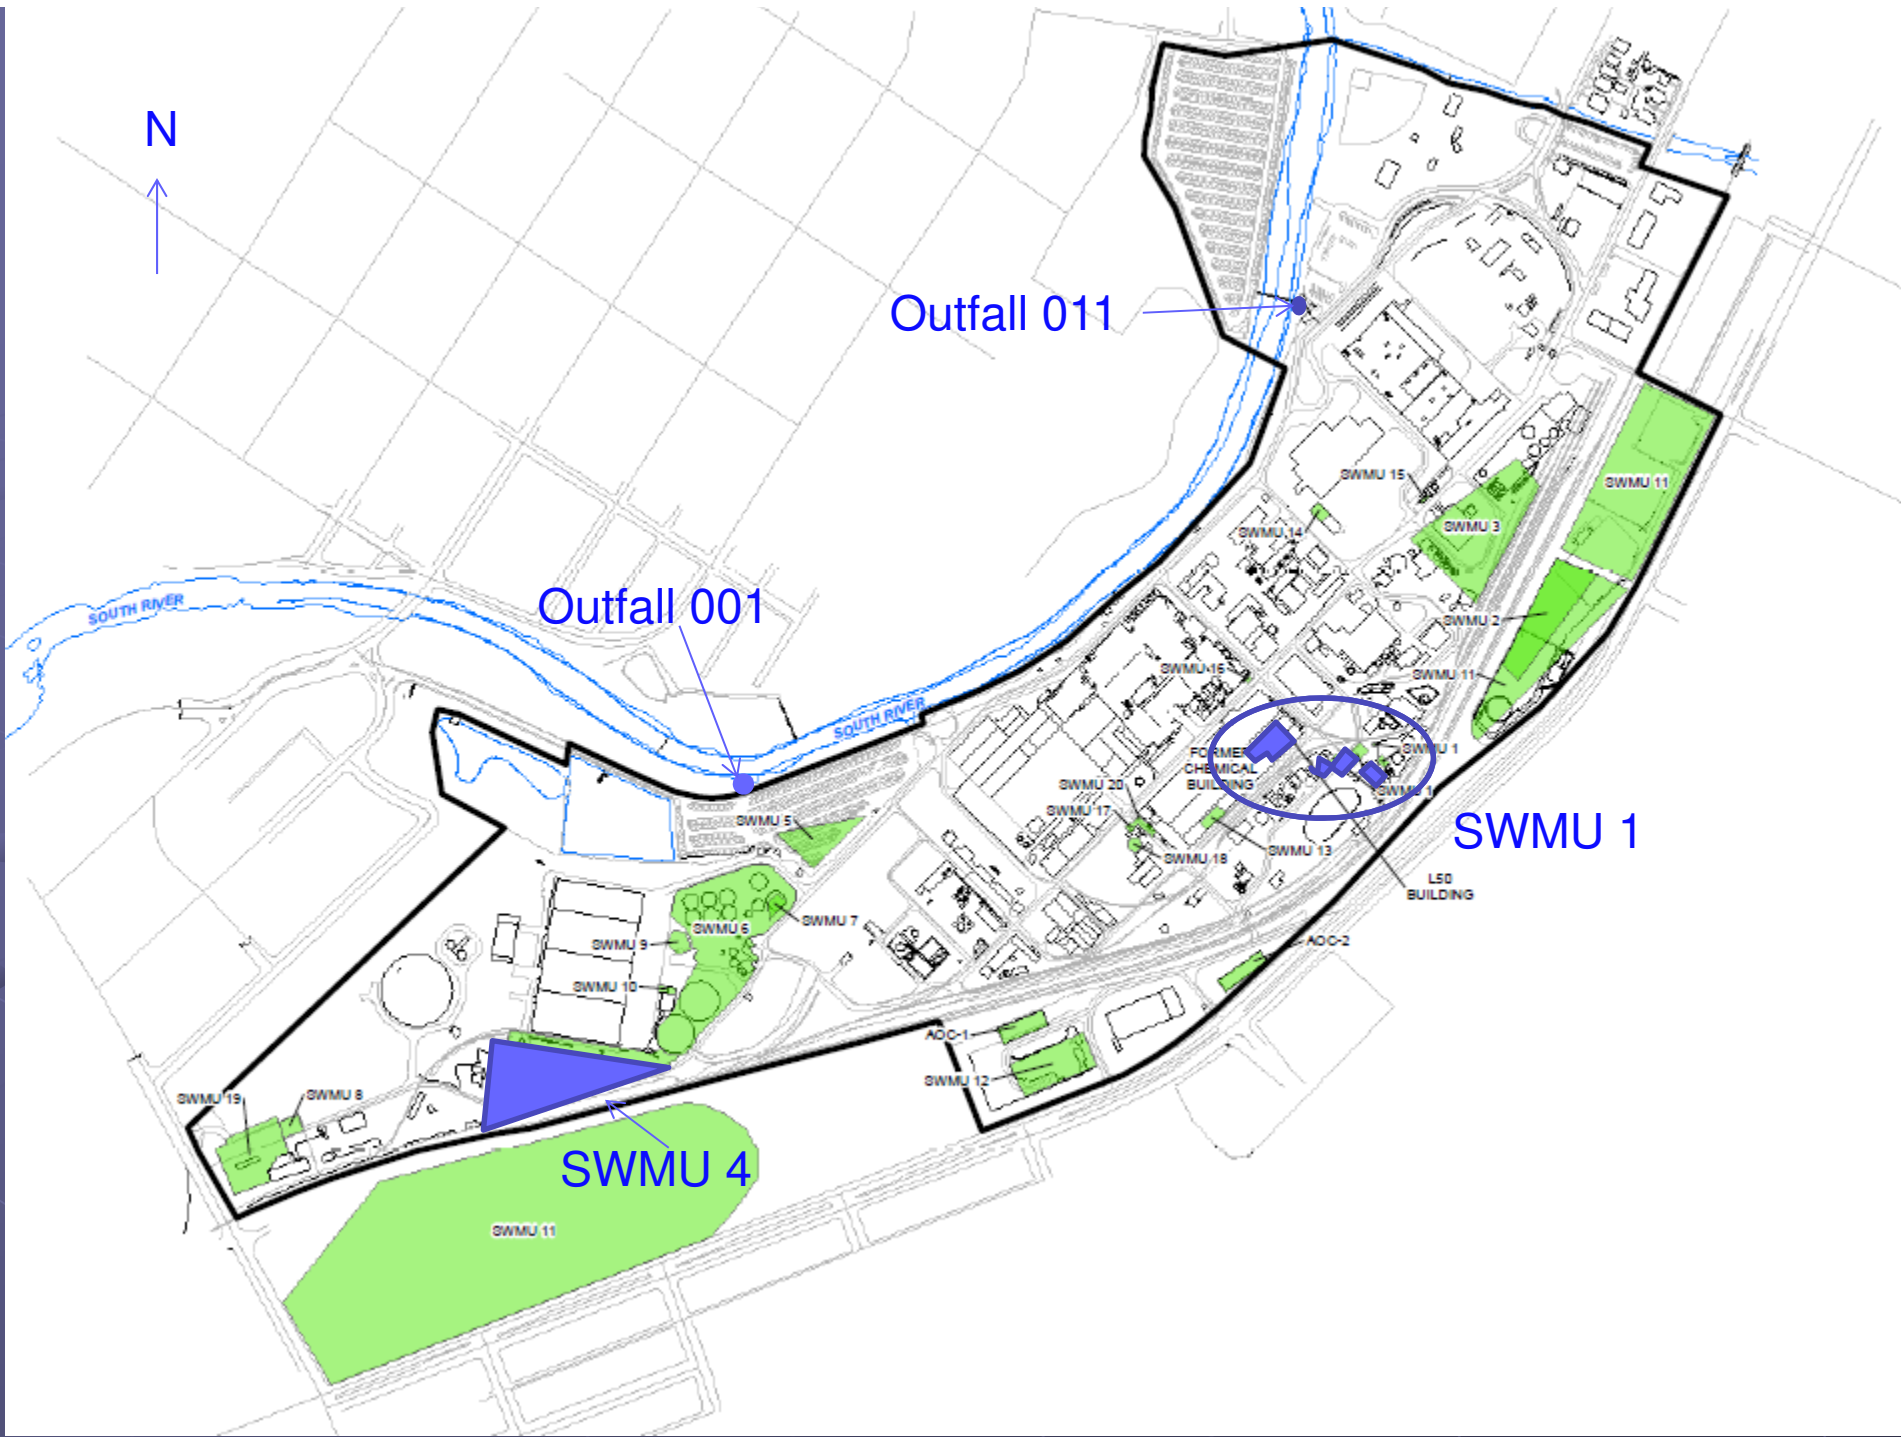 N
Outfall 011
SWMU 15
SWMU 11
SWMU 3
SWMU 14
Outfall 001
SOUTH RIVER
SWMU 2
SWMU 16
SWMU 11
SOUTH RIVER
FORMER
CHEMICAL
BUILDING
SWMU 1
SWMU 1
SWMU 20
SWMU 17
SWMU 5
SWMU 1
SWMU 18
SWMU 13
L50
BUILDING
SWMU 7
SWMU 6
SWMU 9
AOC-2
SWMU 10
AOC-1
SWMU 12
SWMU 19
SWMU 8
SWMU 4
SWMU 11